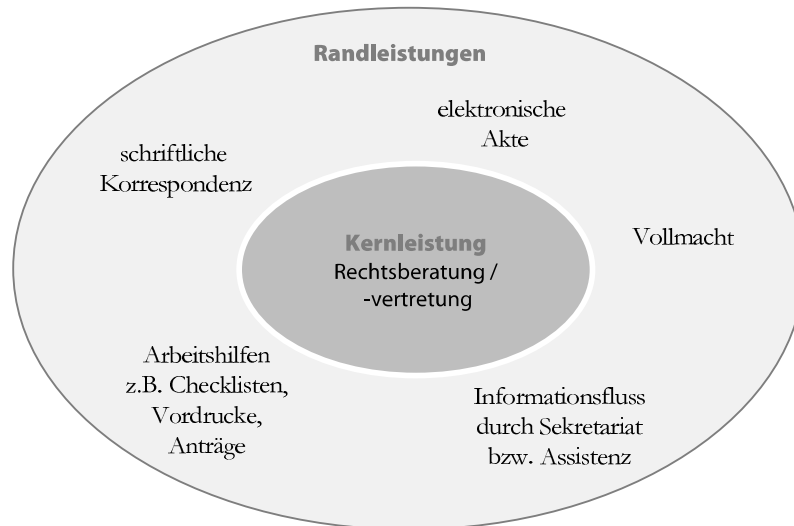 Randleistungen
elektronische
Akte
schriftliche
Korrespondenz
Vollmacht
Kernleistung
Rechtsberatung /
-vertretung
Arbeitshilfen
z.B. Checklisten,
Vordrucke,
Anträge
Informationsfluss
durch Sekretariat
bzw. Assistenz